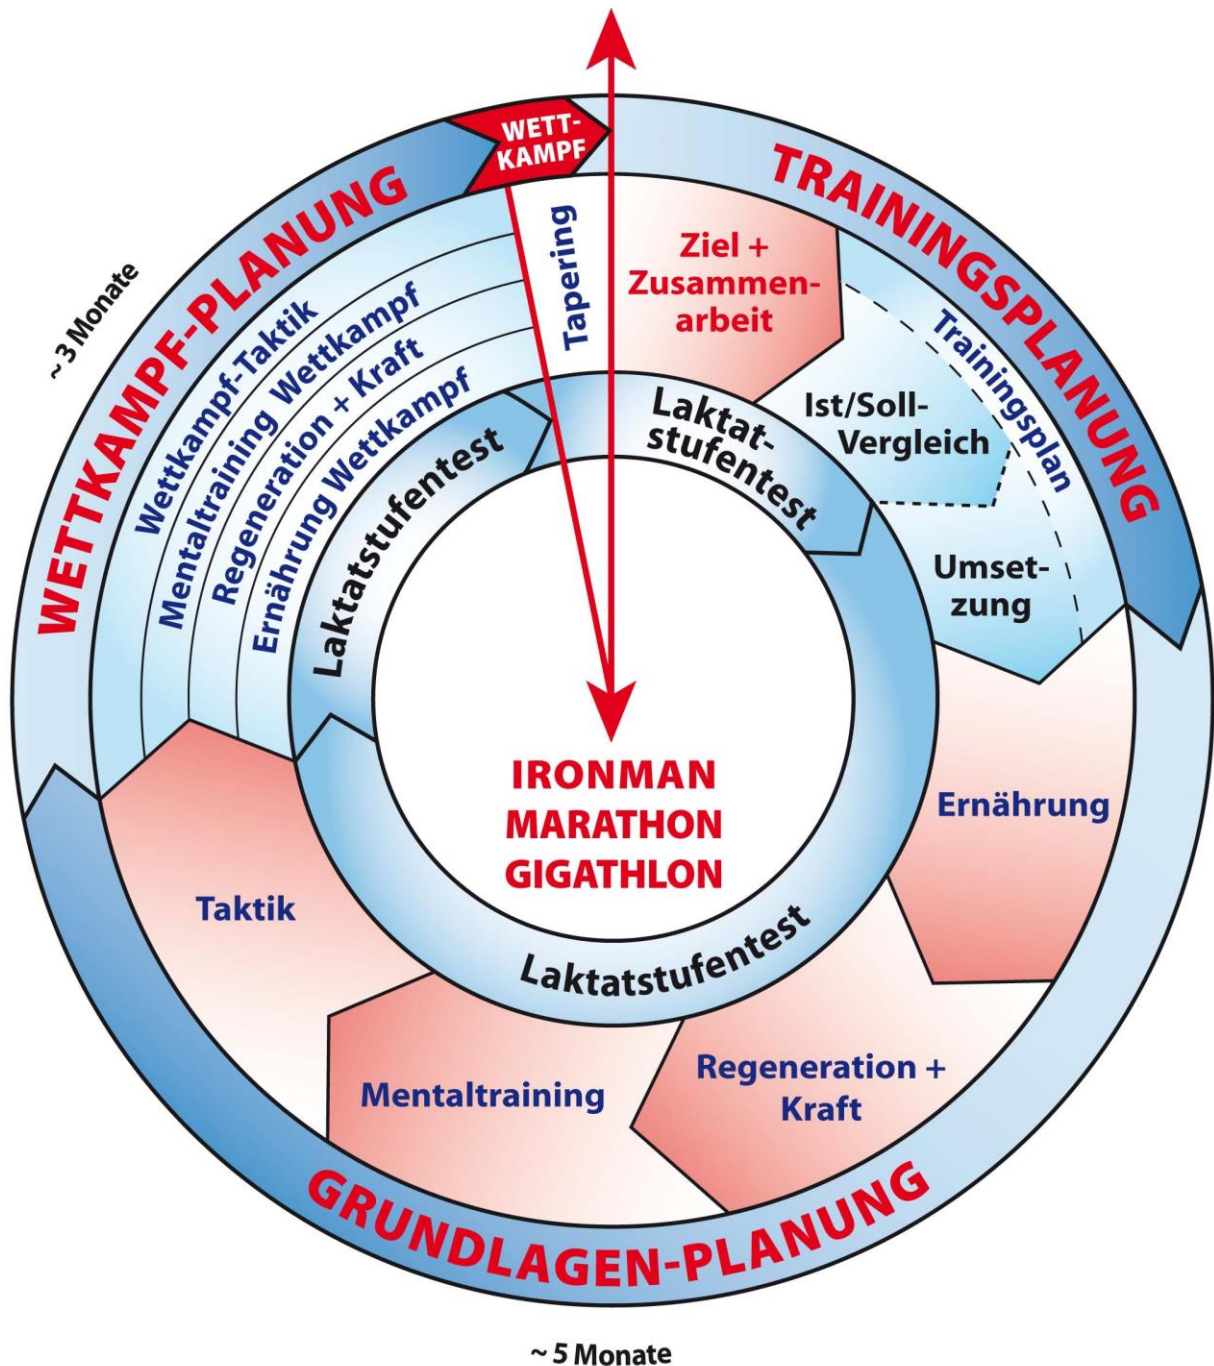 WETT-
KAMPF
TRAININGSPLANUNG
Tapering
Ziel +
Zusammen-
arbeit
Trainingsplan
Ist/Soll-
Vergleich
Umset-
zung
Laktat-
stufentest
Ernährung
Regeneration +
Kraft
Mentaltraining
Taktik
Laktatstufentest
GRUNDLAGEN-PLANUNG
~ 5 Monate
WETTKAMPF-PLANUNG
~ 3 Monate
Wettkampf-Taktik
Mentaltraining Wettkampf
Regeneration + Kraft
Ernährung Wettkampf
Laktatstufentest
IRONMAN
MARATHON
GIGATHLON